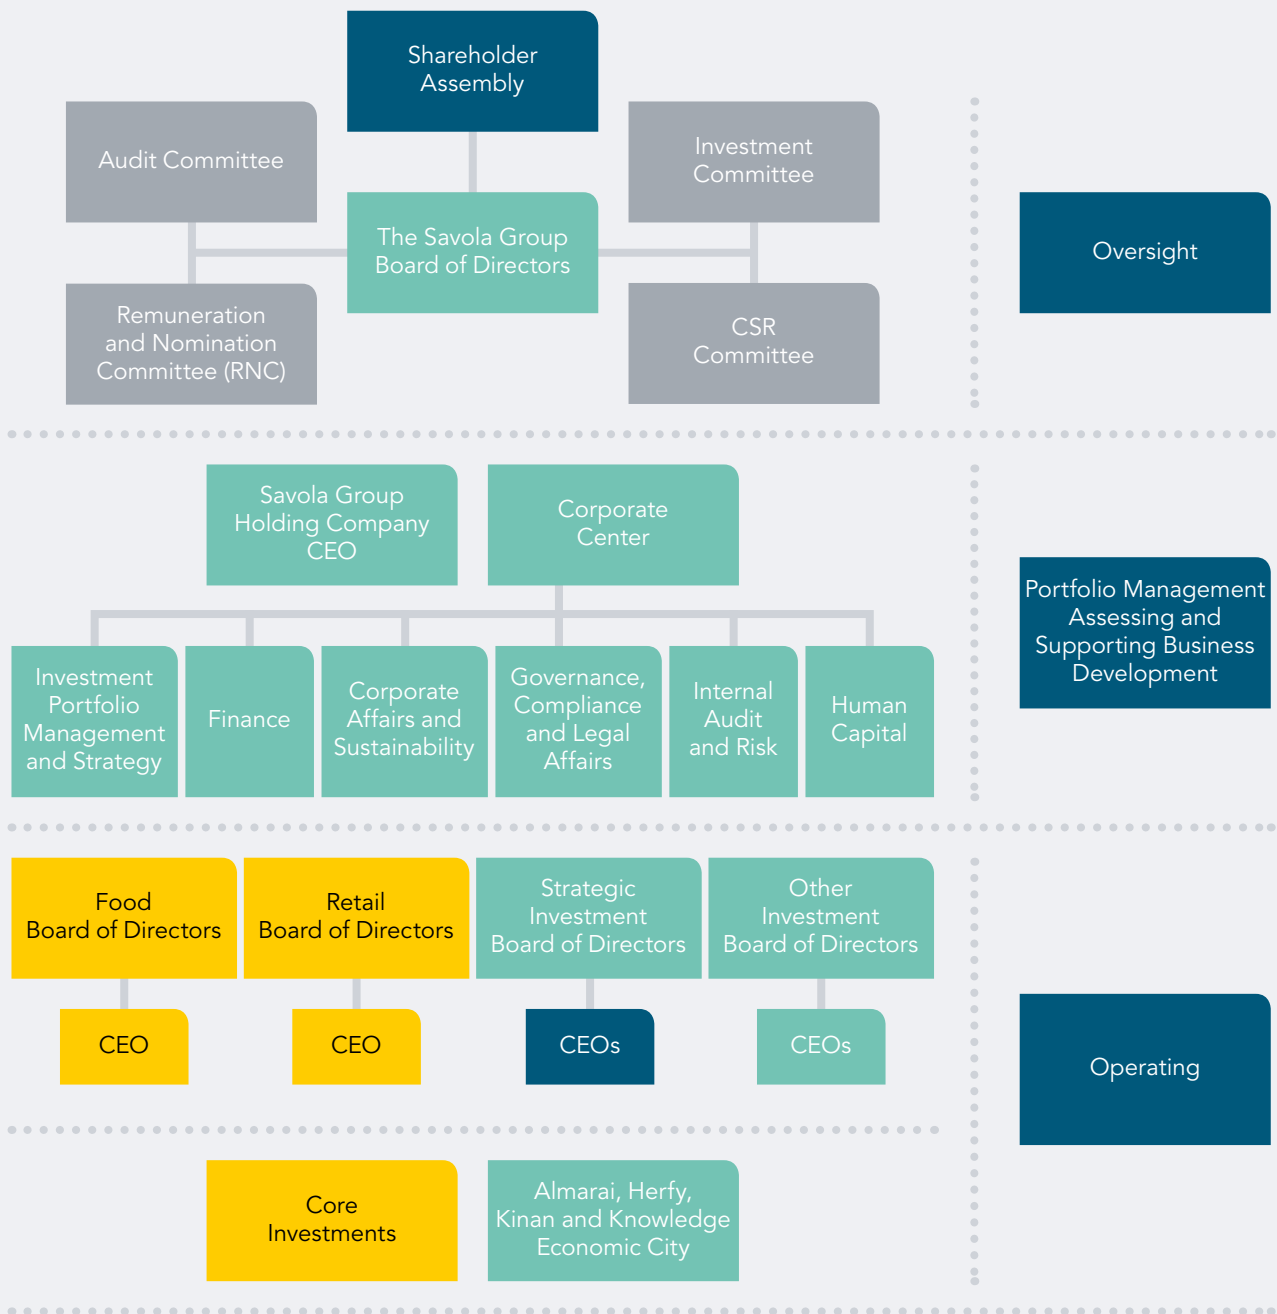 Shareholder
Assembly
Audit Committee
Investment
Committee
The Savola Group
Board of Directors
Oversight
Remuneration
and Nomination
Committee (RNC)
CSR
Committee
Savola Group
Holding Company
CEO
Corporate
Center
Portfolio Management
Assessing and
Supporting Business
Development
Investment
Portfolio
Management
and Strategy
Finance
Corporate
Affairs and
Sustainability
Governance,
Compliance
and Legal
Affairs
Internal
Audit
and Risk
Human
Capital
Food
Board of Directors
Retail
Board of Directors
Strategic
Investment
Board of Directors
Other
Investment
Board of Directors
CEO
CEO
CEOs
CEOs
Operating
Core
Investments
Almarai, Herfy,
Kinan and Knowledge
Economic City